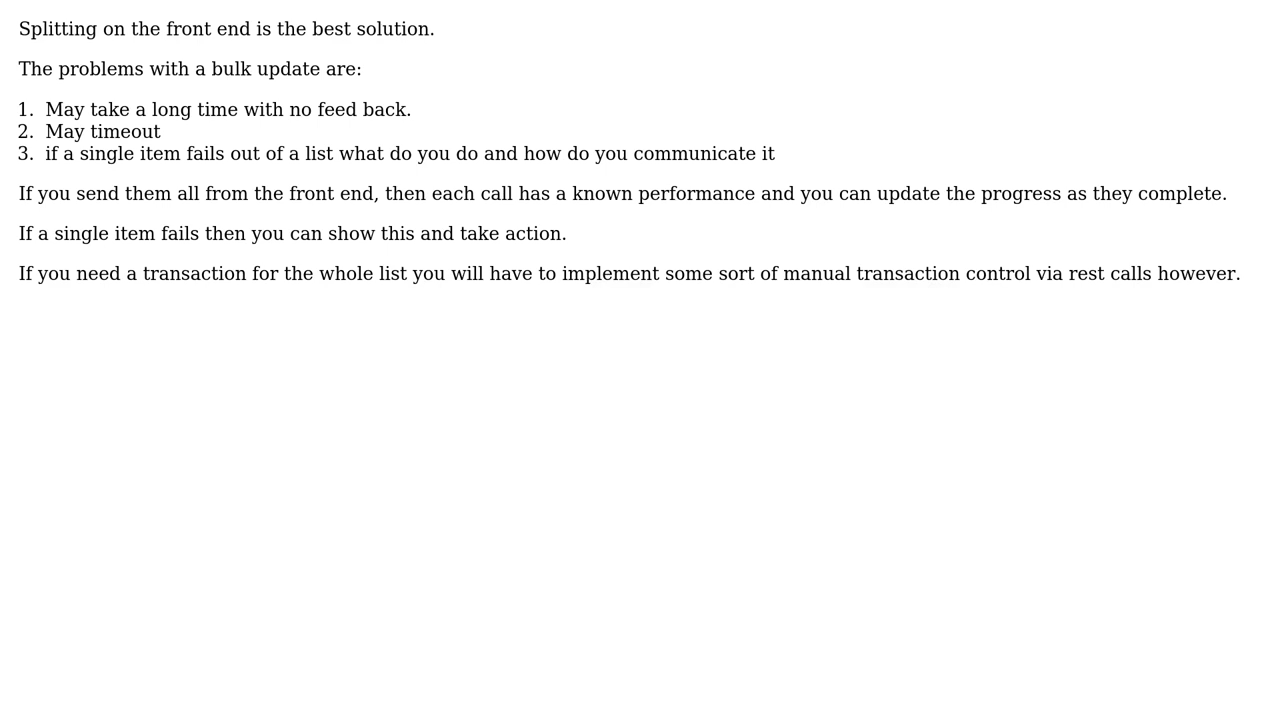 Splitting on the front end is the best solution.
The problems with a bulk update are:
1. May take a long time with no feed back.
2. May timeout
3. if a single item fails out of a list what do you do and how do you communicate it
If you send them all from the front end, then each call has a known performance and you can update the progress as they complete.
If a single item fails then you can show this and take action.
If you need a transaction for the whole list you will have to implement some sort of manual transaction control via rest calls however.